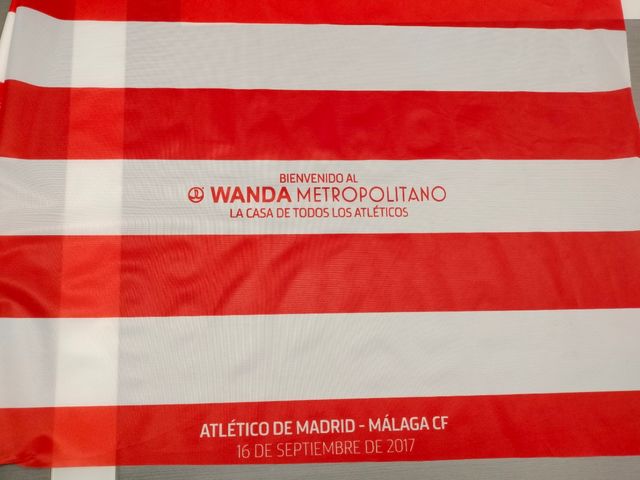 BIENVENIDO AL
WANDA METROPOLITANO
LA CASA DE TODOS LOS ATLÉTICOS
ATLÉTICO DE MADRID - MÁLAGA CF
16 DE SEPTIEMBRE DE 2017